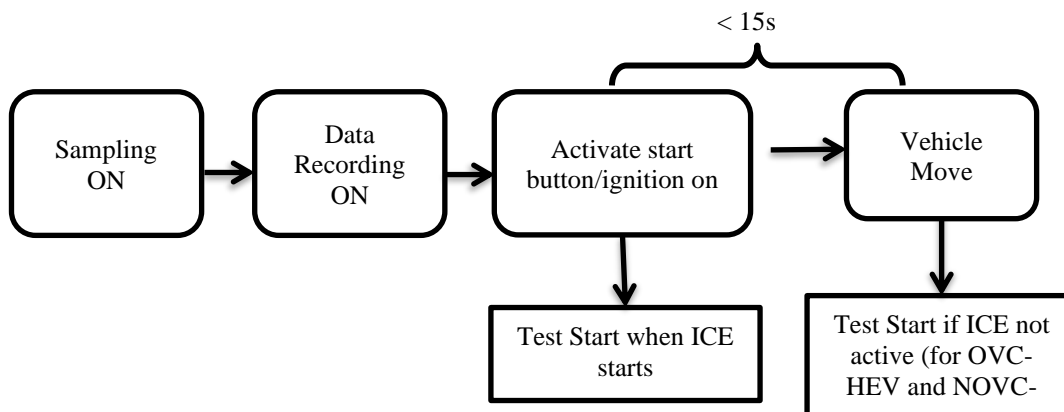 < 15s
Sampling
ON
Data
Recording
ON
Activate start
button/ignition on
Vehicle
Move
Test Start when ICE
starts
Test Start if ICE not
active (for OVC-
HEV and NOVC-